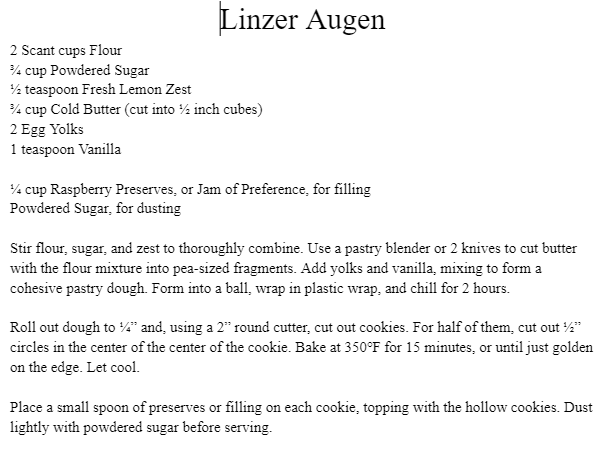 Linzer Augen
2 Scant cups Flour
¾ cup Powdered Sugar
½ teaspoon Fresh Lemon Zest
¾ cup Cold Butter (cut into ½ inch cubes)
2 Egg Yolks
1 teaspoon Vanilla
¼ cup Raspberry Preserves, or Jam of Preference, for filling
Powdered Sugar, for dusting
Stir flour, sugar, and zest to thoroughly combine. Use a pastry blender or 2 knives to cut butter
with the flour mixture into pea-sized fragments. Add yolks and vanilla, mixing to form a
cohesive pastry dough. Form into a ball, wrap in plastic wrap, and chill for 2 hours.
Roll out dough to ¼” and, using a 2” round cutter, cut out cookies. For half of them, cut out ½”
circles in the center of the center of the cookie. Bake at 350°F for 15 minutes, or until just golden
on the edge. Let cool.
Place a small spoon of preserves or filling on each cookie, topping with the hollow cookies. Dust
lightly with powdered sugar before serving.